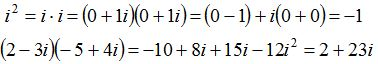 i² = i · i = (0 + 1i)(0 + 1i) = (0 − 1) + i(0 + 0) = −1
(2 − 3i)(−5 + 4i) = −10 + 8i + 15i − 12i² = 2 + 23i